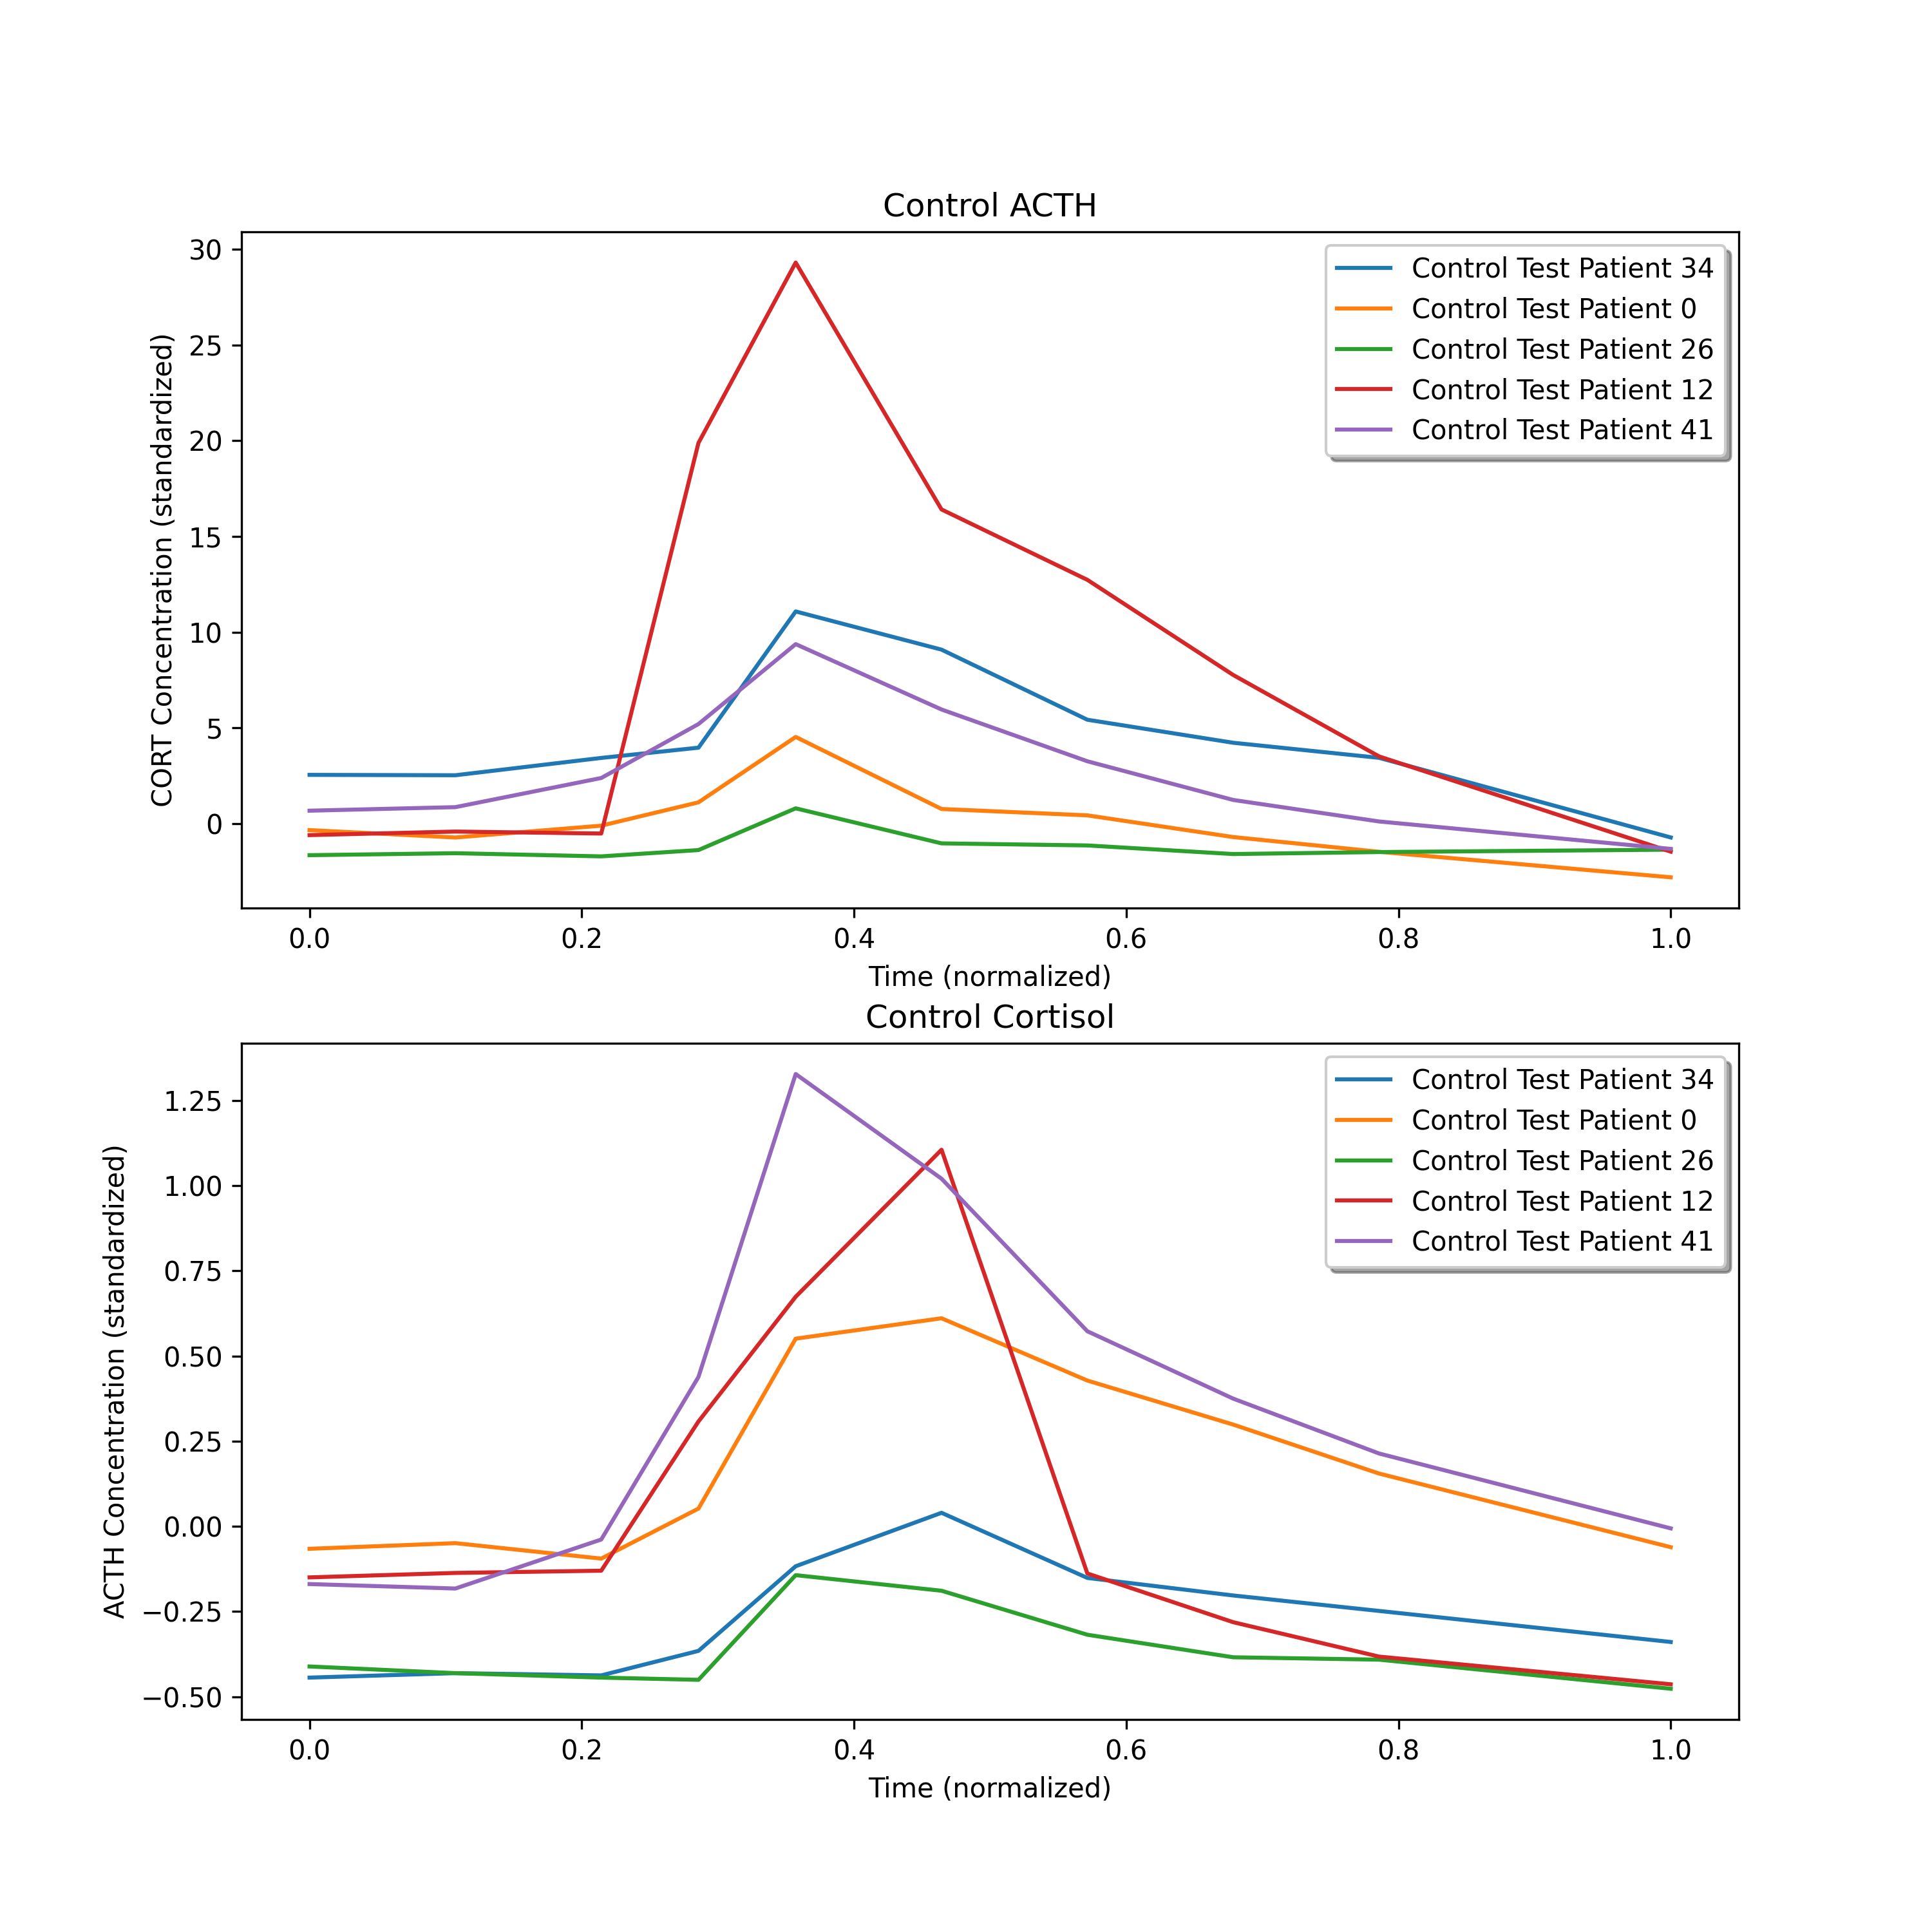 Control ACTH
CORT Concentration (standardized)
30
25
20
15
10
5
0
Control Test Patient 34
Control Test Patient 0
Control Test Patient 26
Control Test Patient 12
Control Test Patient 41
0.0 0.2 0.4 0.6 0.8 1.0
Time (normalized)
Control Cortisol
ACTH Concentration (standardized)
1.25
1.00
0.75
0.50
0.25
0.00
−0.25
−0.50
Control Test Patient 34
Control Test Patient 0
Control Test Patient 26
Control Test Patient 12
Control Test Patient 41
0.0 0.2 0.4 0.6 0.8 1.0
Time (normalized)